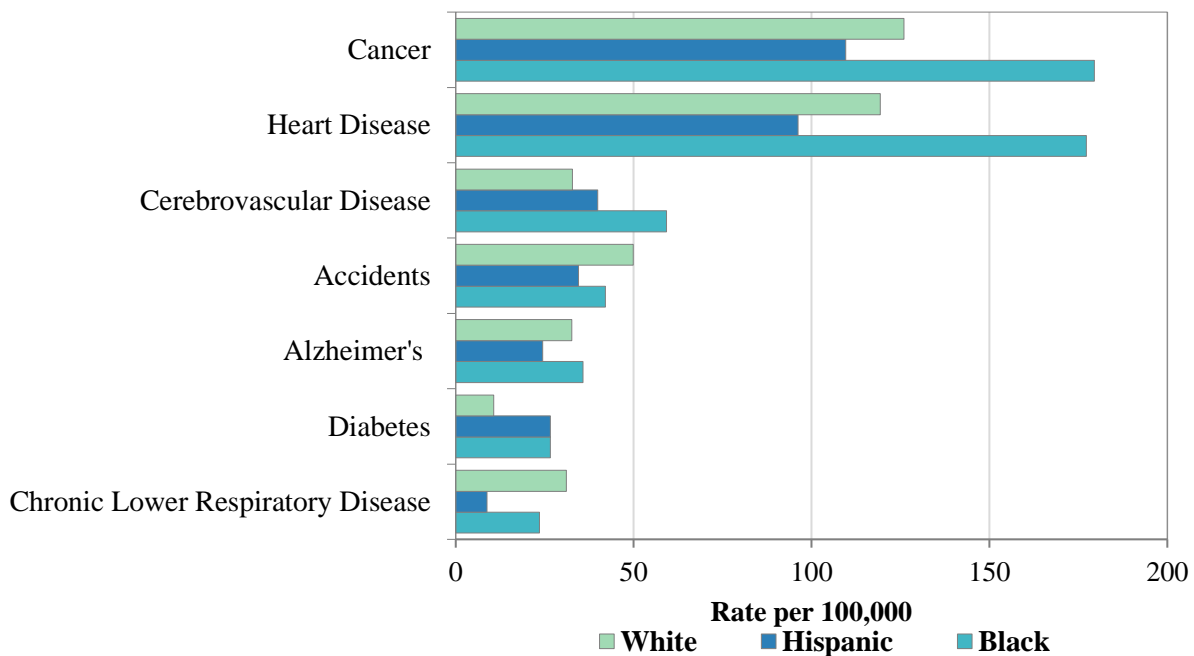 Cancer
Heart Disease
Cerebrovascular Disease
Accidents
Alzheimer's
Diabetes
Chronic Lower Respiratory Disease
0 50 100 150 200
Rate per 100,000
White Hispanic Black